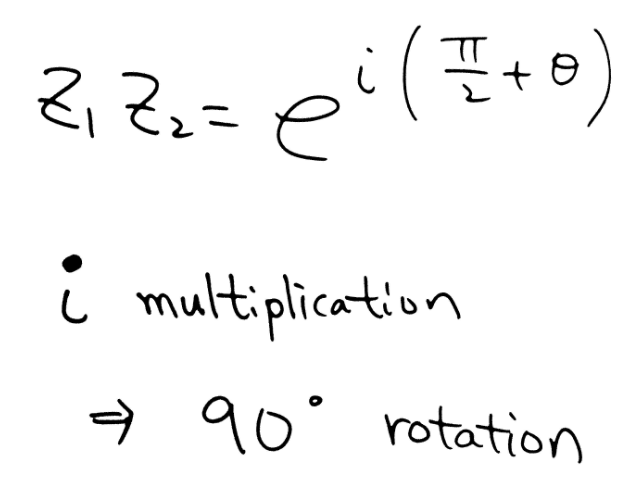 z₁z₂ = e^{i(π/2 + θ)}
i multiplication
⇒ 90° rotation